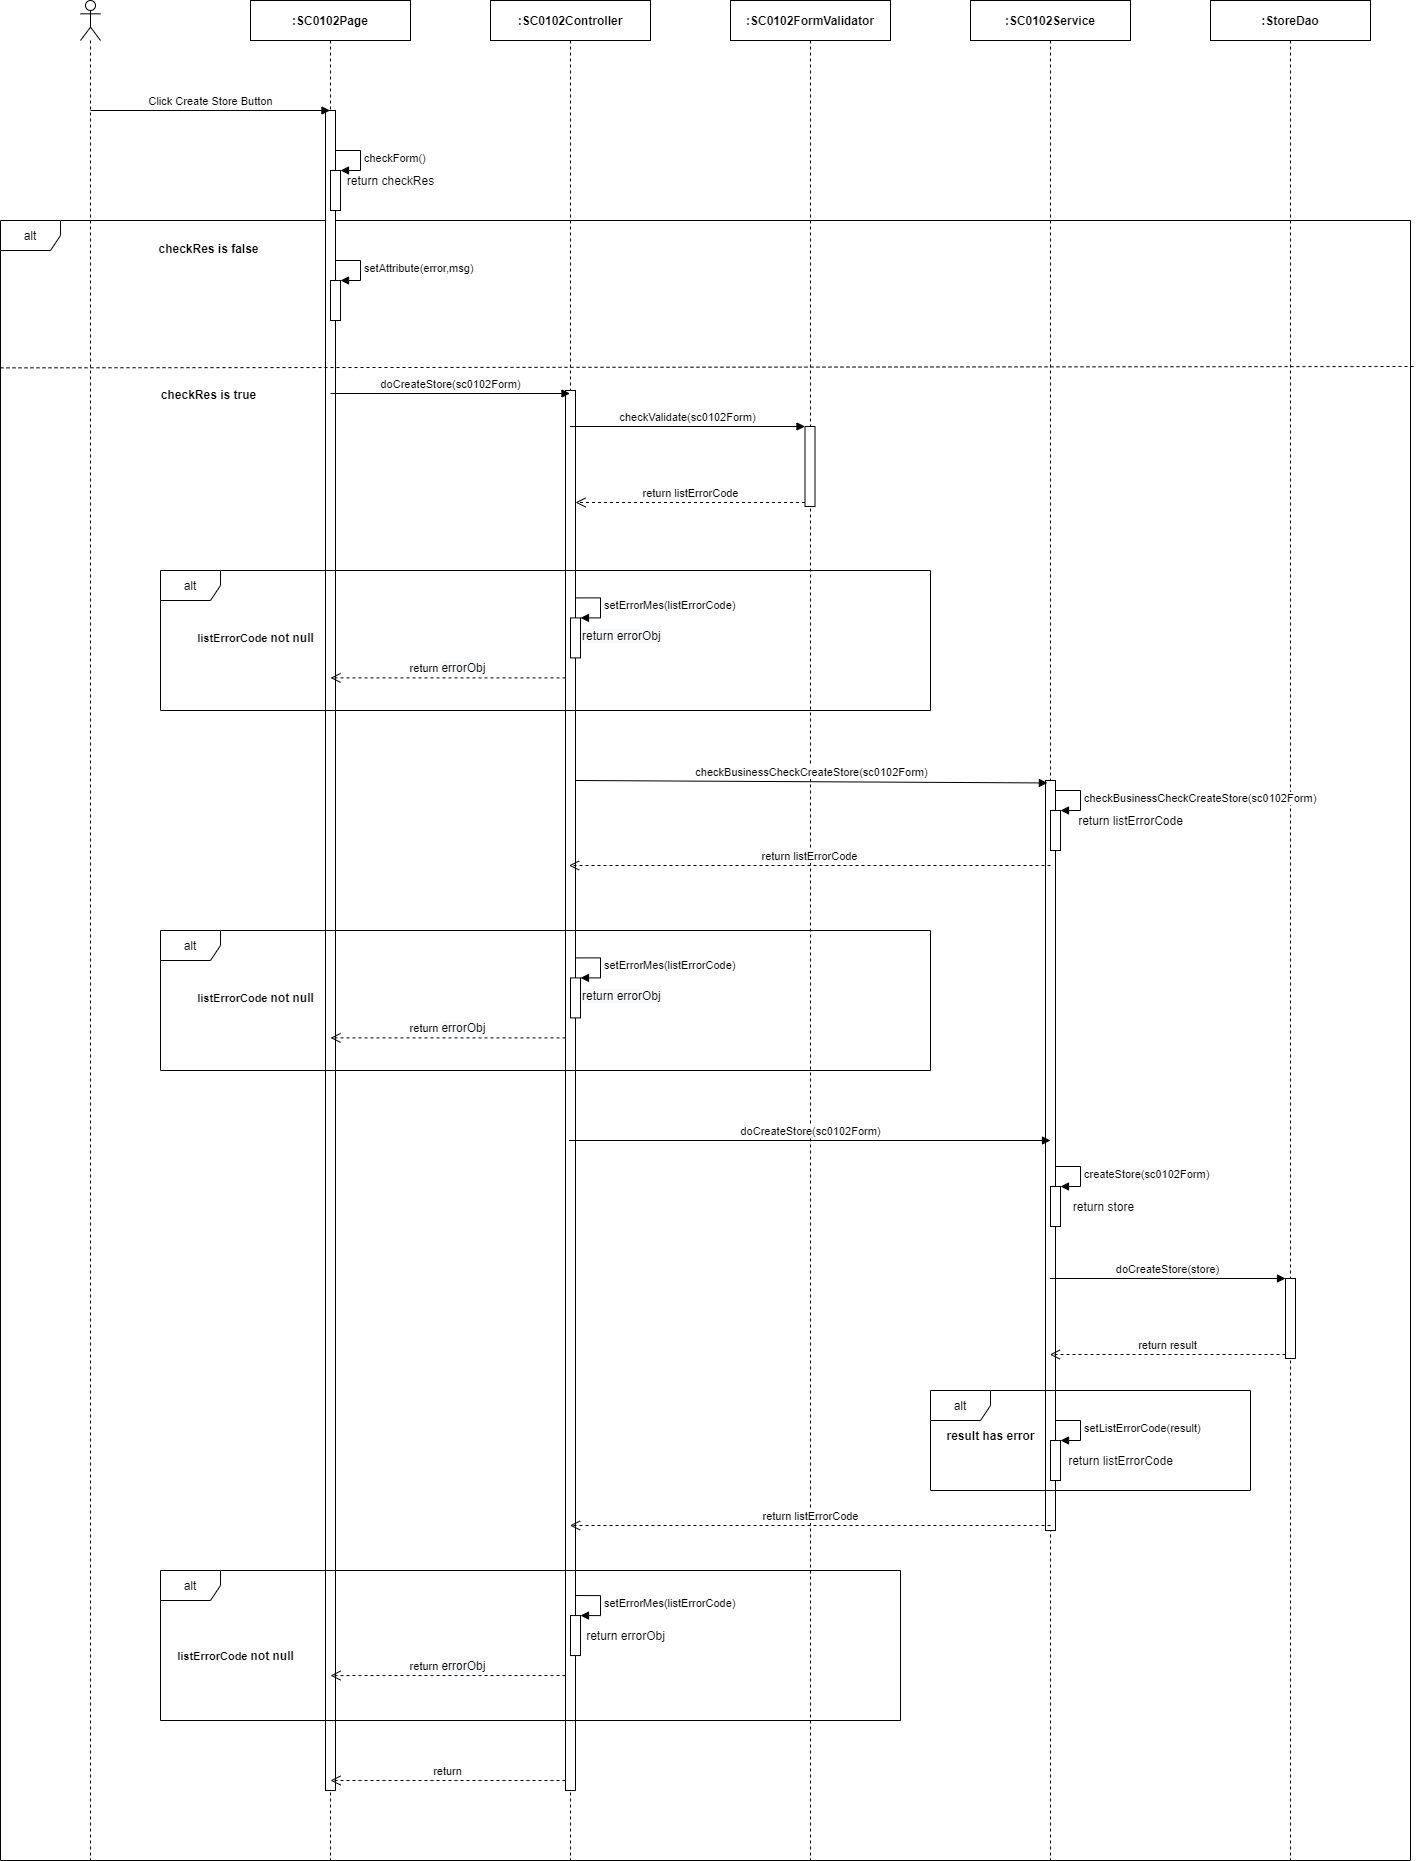 :SC0102Page
:SC0102Controller
:SC0102FormValidator
:SC0102Service
:StoreDao
Click Create Store Button
checkForm()
return checkRes
alt
checkRes is false
setAttribute(error,msg)
checkRes is true
doCreateStore(sc0102Form)
checkValidate(sc0102Form)
return listErrorCode
alt
setErrorMes(listErrorCode)
listErrorCode not null
return errorObj
return errorObj
checkBusinessCheckCreateStore(sc0102Form)
checkBusinessCheckCreateStore(sc0102Form)
return listErrorCode
return listErrorCode
alt
setErrorMes(listErrorCode)
listErrorCode not null
return errorObj
return errorObj
doCreateStore(sc0102Form)
createStore(sc0102Form)
return store
doCreateStore(store)
return result
alt
setListErrorCode(result)
result has error
return listErrorCode
return listErrorCode
alt
setErrorMes(listErrorCode)
return errorObj
listErrorCode not null
return errorObj
return